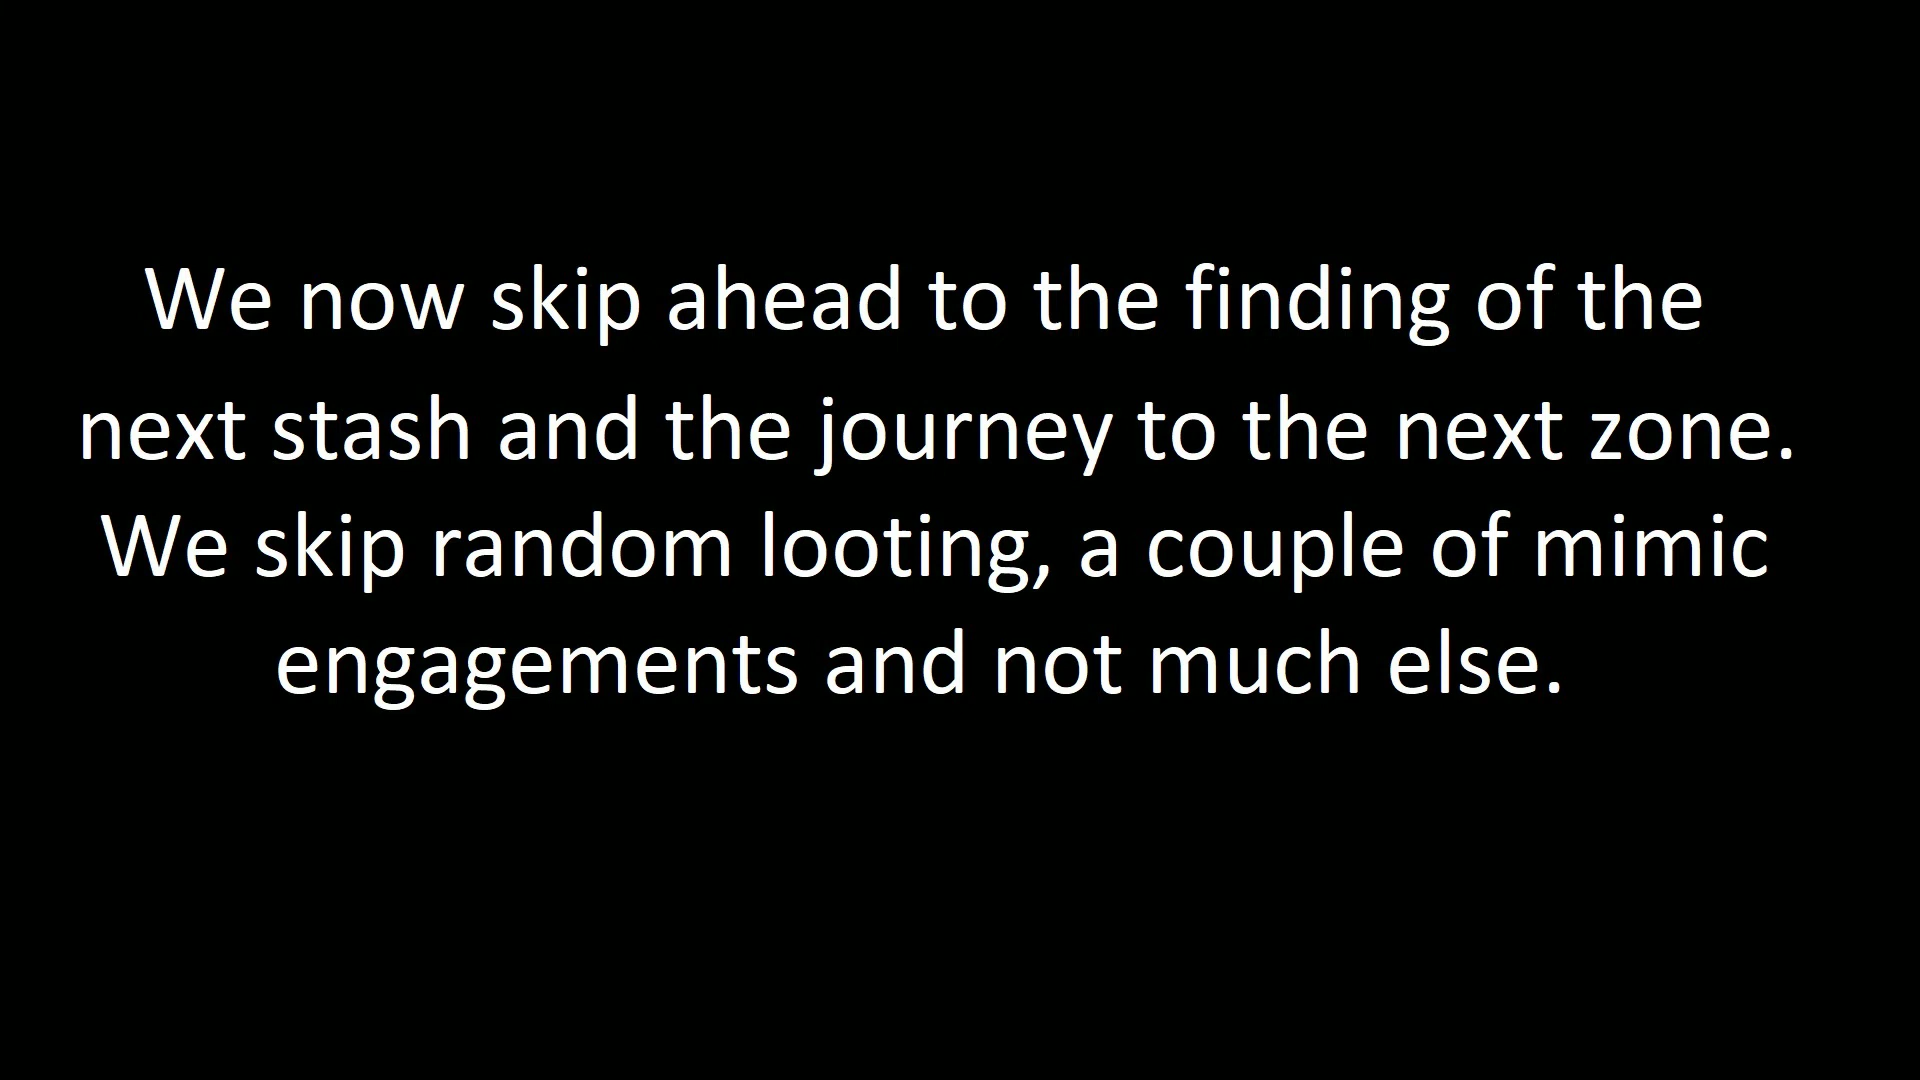 We now skip ahead to the finding of the
next stash and the journey to the next zone.
We skip random looting, a couple of mimic
engagements and not much else.